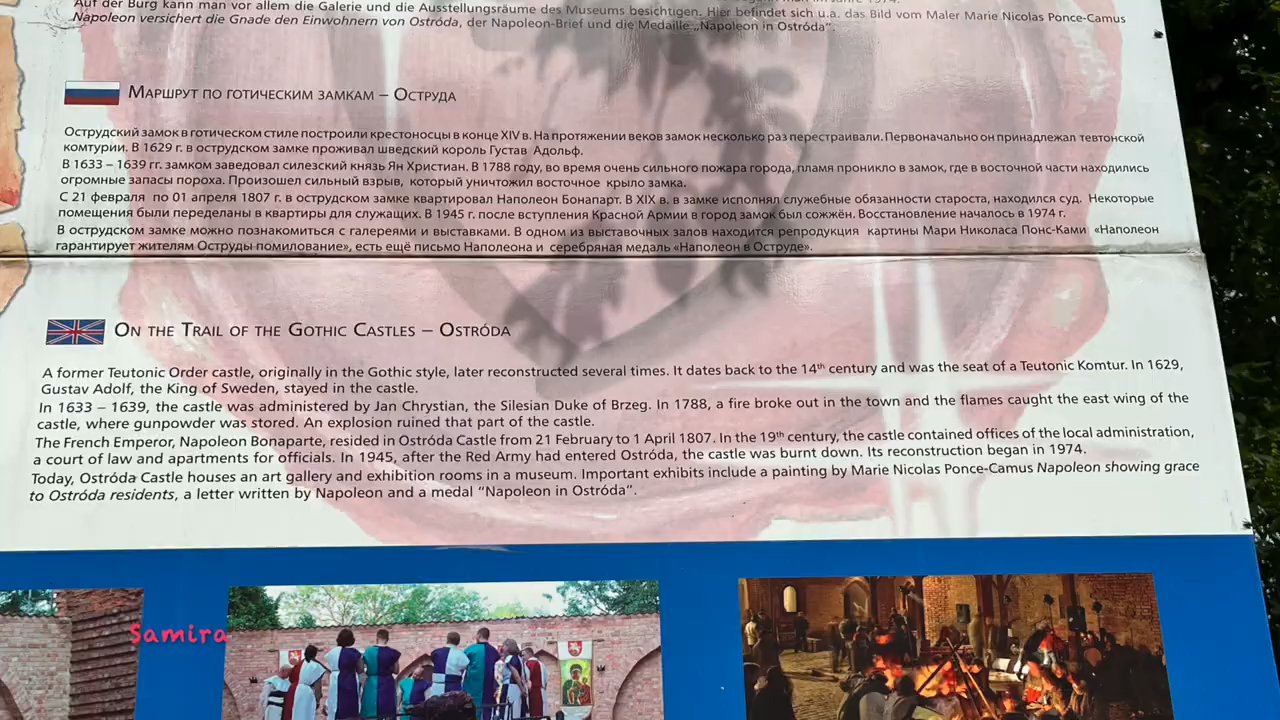 Auf der Burg kann man vor allem die Galerie und die Ausstellungsräume des Museums besichtigen. Hier befindet sich u.a. das Bild vom Maler Marie Nicolas Ponce-Camus
Napoleon versichert die Gnade den Einwohnern von Ostróda, der Napoleon-Brief und die Medaille „Napoleon in Ostróda“.
Маршрут по готическим замкам – Оструда
Острудский замок в готическом стиле построили крестоносцы в конце XIV в. На протяжении веков замок несколько раз перестраивали. Первоначально он принадлежал тевтонской
комтурии. В 1629 г. в острудском замке проживал шведский король Густав Адольф.
В 1633 – 1639 гг. замком заведовал силезский князь Ян Христиан. В 1788 году, во время очень сильного пожара города, пламя проникло в замок, где в восточной части находились
огромные запасы пороха. Произошел сильный взрыв, который уничтожил восточное крыло замка.
С 21 февраля по 01 апреля 1807 г. в острудском замке квартировал Наполеон Бонапарт. В XIX в. в замке исполнял служебные обязанности староста, находился суд. Некоторые
помещения были переделаны в квартиры для служащих. В 1945 г. после вступления Красной Армии в город замок был сожжён. Восстановление началось в 1974 г.
В острудском замке можно познакомиться с галереями и выставками. В одном из выставочных залов находится репродукция картины Мари Николаса Понс-Ками «Наполеон
гарантирует жителям Оструды помилование», есть ещё письмо Наполеона и серебряная медаль «Наполеон в Оструде».
On the Trail of the Gothic Castles – Ostróda
A former Teutonic Order castle, originally in the Gothic style, later reconstructed several times. It dates back to the 14th century and was the seat of a Teutonic Komtur. In 1629,
Gustav Adolf, the King of Sweden, stayed in the castle.
In 1633 – 1639, the castle was administered by Jan Chrystian, the Silesian Duke of Brzeg. In 1788, a fire broke out in the town and the flames caught the east wing of the
castle, where gunpowder was stored. An explosion ruined that part of the castle.
The French Emperor, Napoleon Bonaparte, resided in Ostróda Castle from 21 February to 1 April 1807. In the 19th century, the castle contained offices of the local administration,
a court of law and apartments for officials. In 1945, after the Red Army had entered Ostróda, the castle was burnt down. Its reconstruction began in 1974.
Today, Ostróda Castle houses an art gallery and exhibition rooms in a museum. Important exhibits include a painting by Marie Nicolas Ponce-Camus Napoleon showing grace
to Ostróda residents, a letter written by Napoleon and a medal “Napoleon in Ostróda”.
Samira